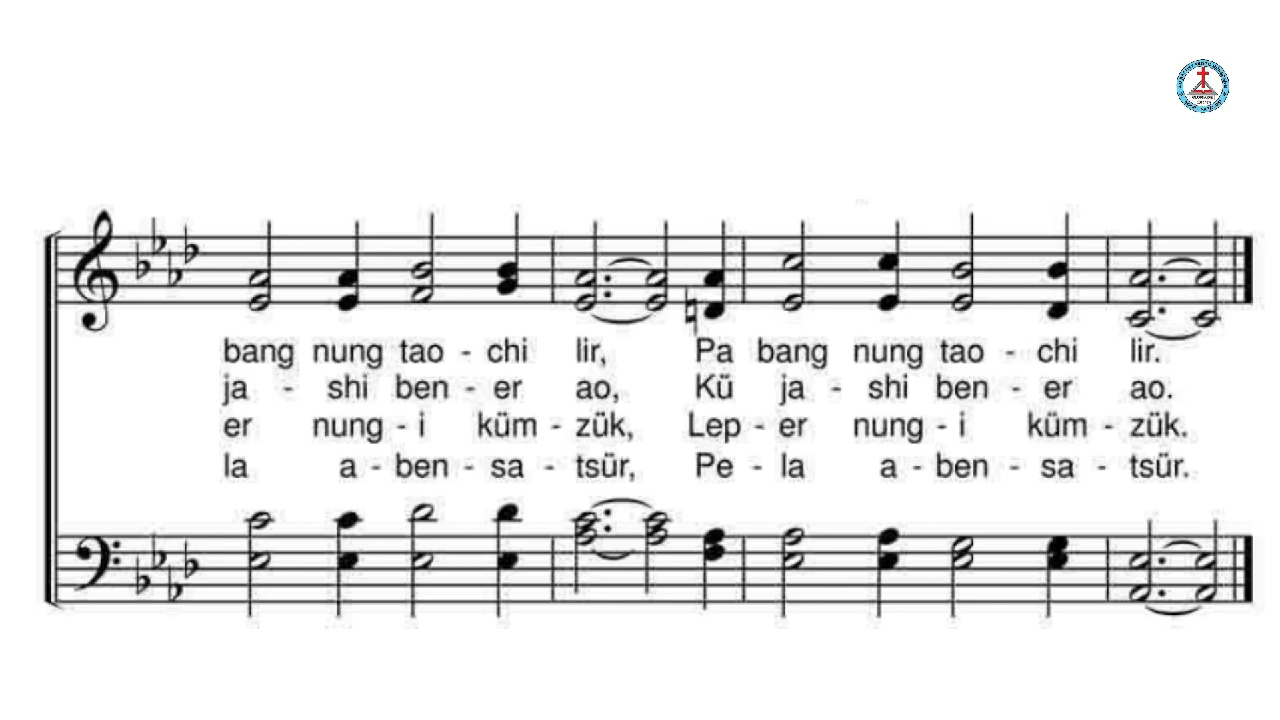 bang nung tao - chi lir, Pa bang nung tao - chi lir.
ja - shi ben - er ao, Kü ja - shi ben - er ao.
er nung - i küm - zük, Lep - er nung - i küm - zük.
la a - ben - sa - tsür, Pe - la a - ben - sa - tsür.